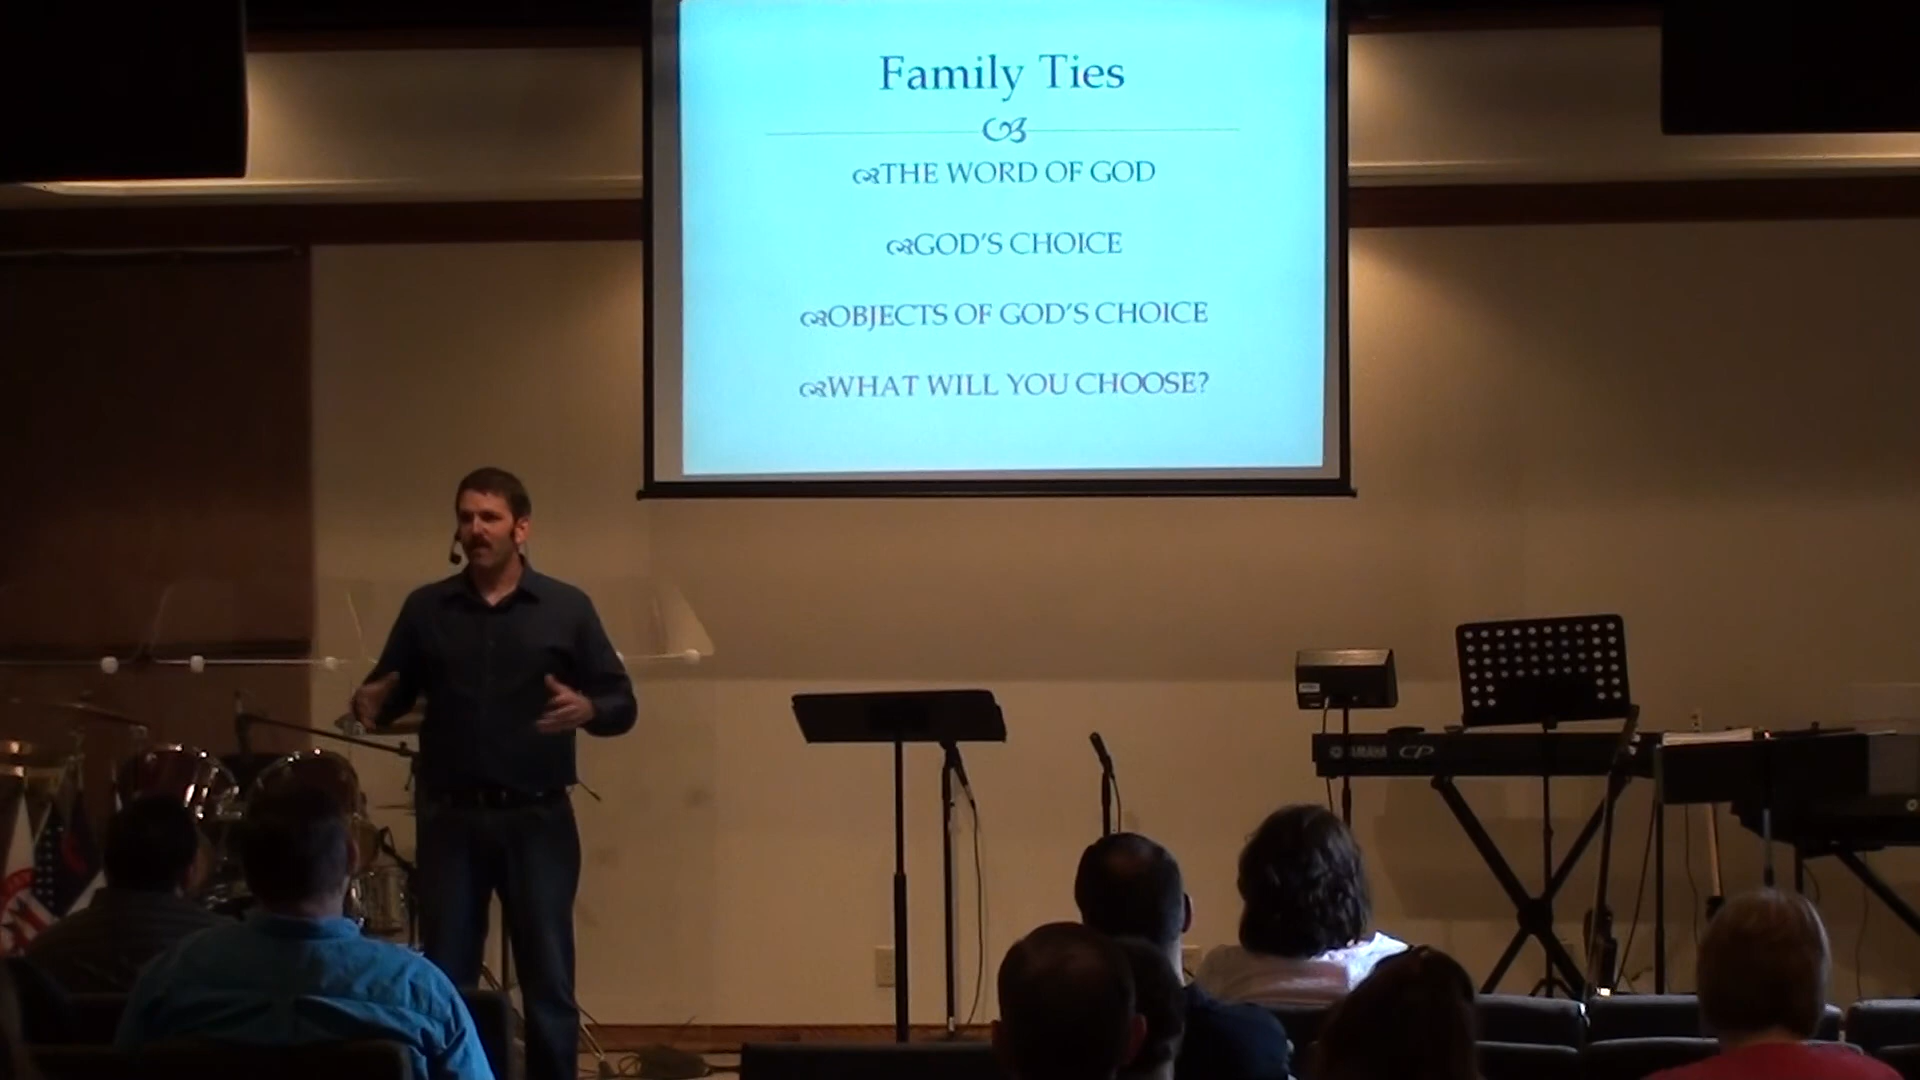 Family Ties
THE WORD OF GOD
GOD'S CHOICE
OBJECTS OF GOD'S CHOICE
WHAT WILL YOU CHOOSE?
YAMAHA CP